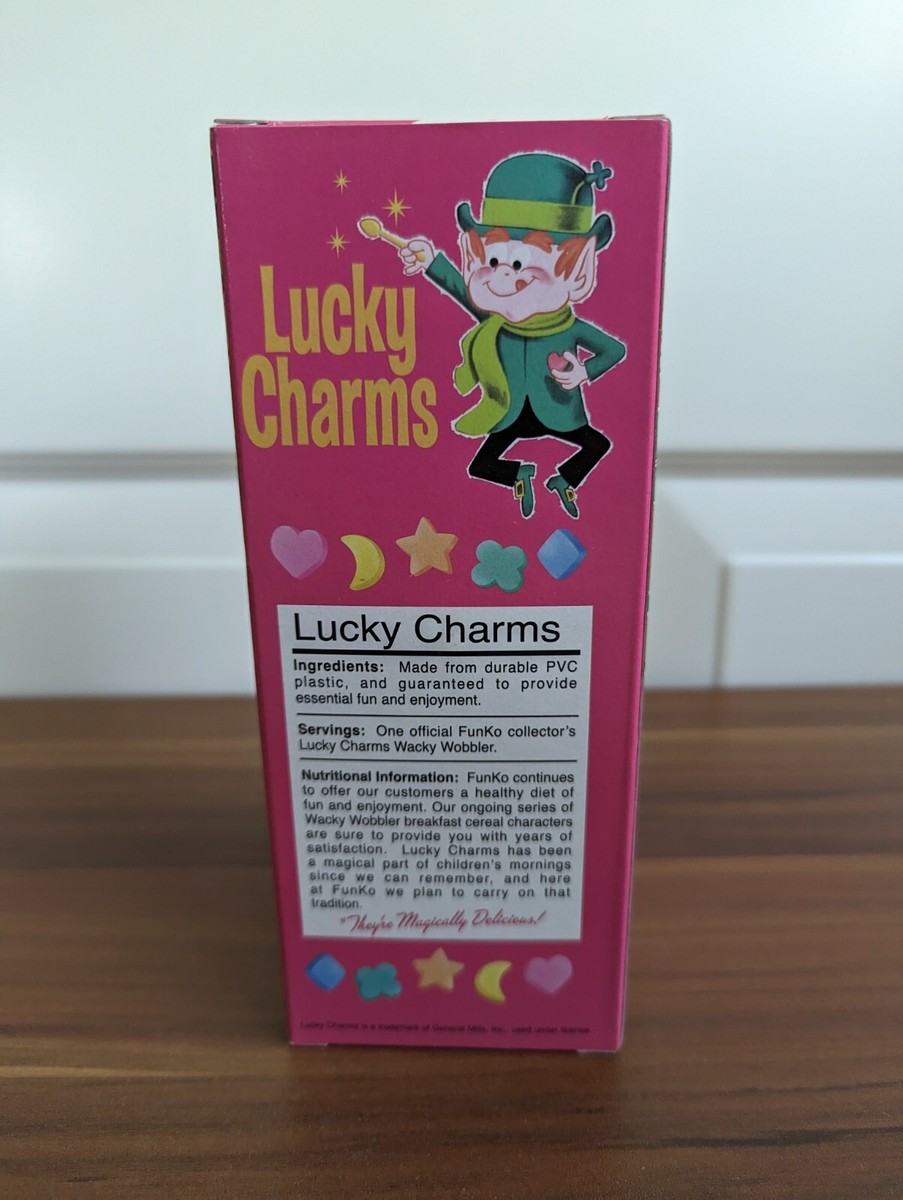 Lucky
Charms
Lucky Charms
Ingredients: Made from durable PVC
plastic, and guaranteed to provide
essential fun and enjoyment.
Servings: One official FunKo collector's
Lucky Charms Wacky Wobbler.
Nutritional Information: FunKo continues
to offer our customers a healthy diet of
fun and enjoyment. Our ongoing series of
Wacky Wobbler breakfast cereal characters
are sure to provide you with years of
satisfaction. Lucky Charms has been
a magical part of children's mornings
since we can remember, and here
at FunKo we plan to carry on that
tradition.
"They're Magically Delicious!
Lucky Charms is a trademark of General Mills, Inc. used under license